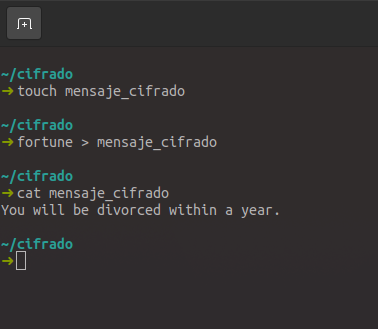 ~/cifrado
➜ touch mensaje_cifrado
~/cifrado
➜ fortune > mensaje_cifrado
~/cifrado
➜ cat mensaje_cifrado
You will be divorced within a year.
~/cifrado
➜